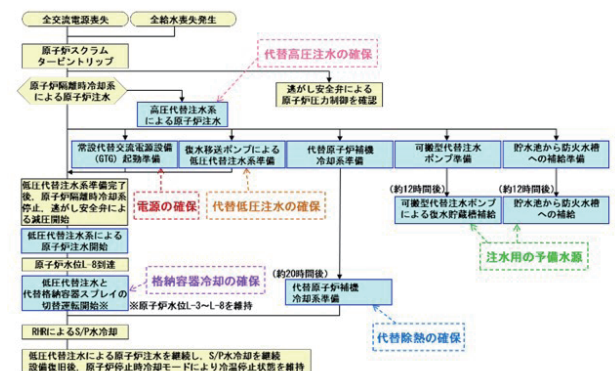 全交流電源喪失
全給水喪失発生
原子炉スクラム
タービントリップ
代替高圧注水の確保
原子炉隔離時冷却系
による原子炉注水
逃がし安全弁による
原子炉圧力制御を確認
高圧代替注水系
による原子炉注水
常設代替交流電源設備
（GTG）起動準備
復水移送ポンプによる
低圧代替注水系準備
代替原子炉補機
冷却系準備
可搬型代替注水
ポンプ準備
貯水池から防火水槽
への補給準備
低圧代替注水系準備完了
後、原子炉隔離時冷却系
停止、逃がし安全弁によ
る減圧開始
電源の確保
代替低圧注水の確保
(約12時間後)
(約12時間後)
可搬型代替注水ポンプ
による復水貯蔵槽補給
貯水池から防火水槽
への補給
低圧代替注水系による
原子炉注水開始
注水用の予備水源
原子炉水位L-8到達
格納容器冷却の確保
(約20時間後)
低圧代替注水と
代替格納容器スプレイの
切替運転開始※
※原子炉水位L-3～L-8を維持
代替原子炉補機
冷却系準備
代替除熱の確保
RHRによるS/P水冷却
低圧代替注水による原子炉注水を継続し、S/P水冷却を継続
設備復旧後、原子炉停止時冷却モードにより冷温停止状態を維持